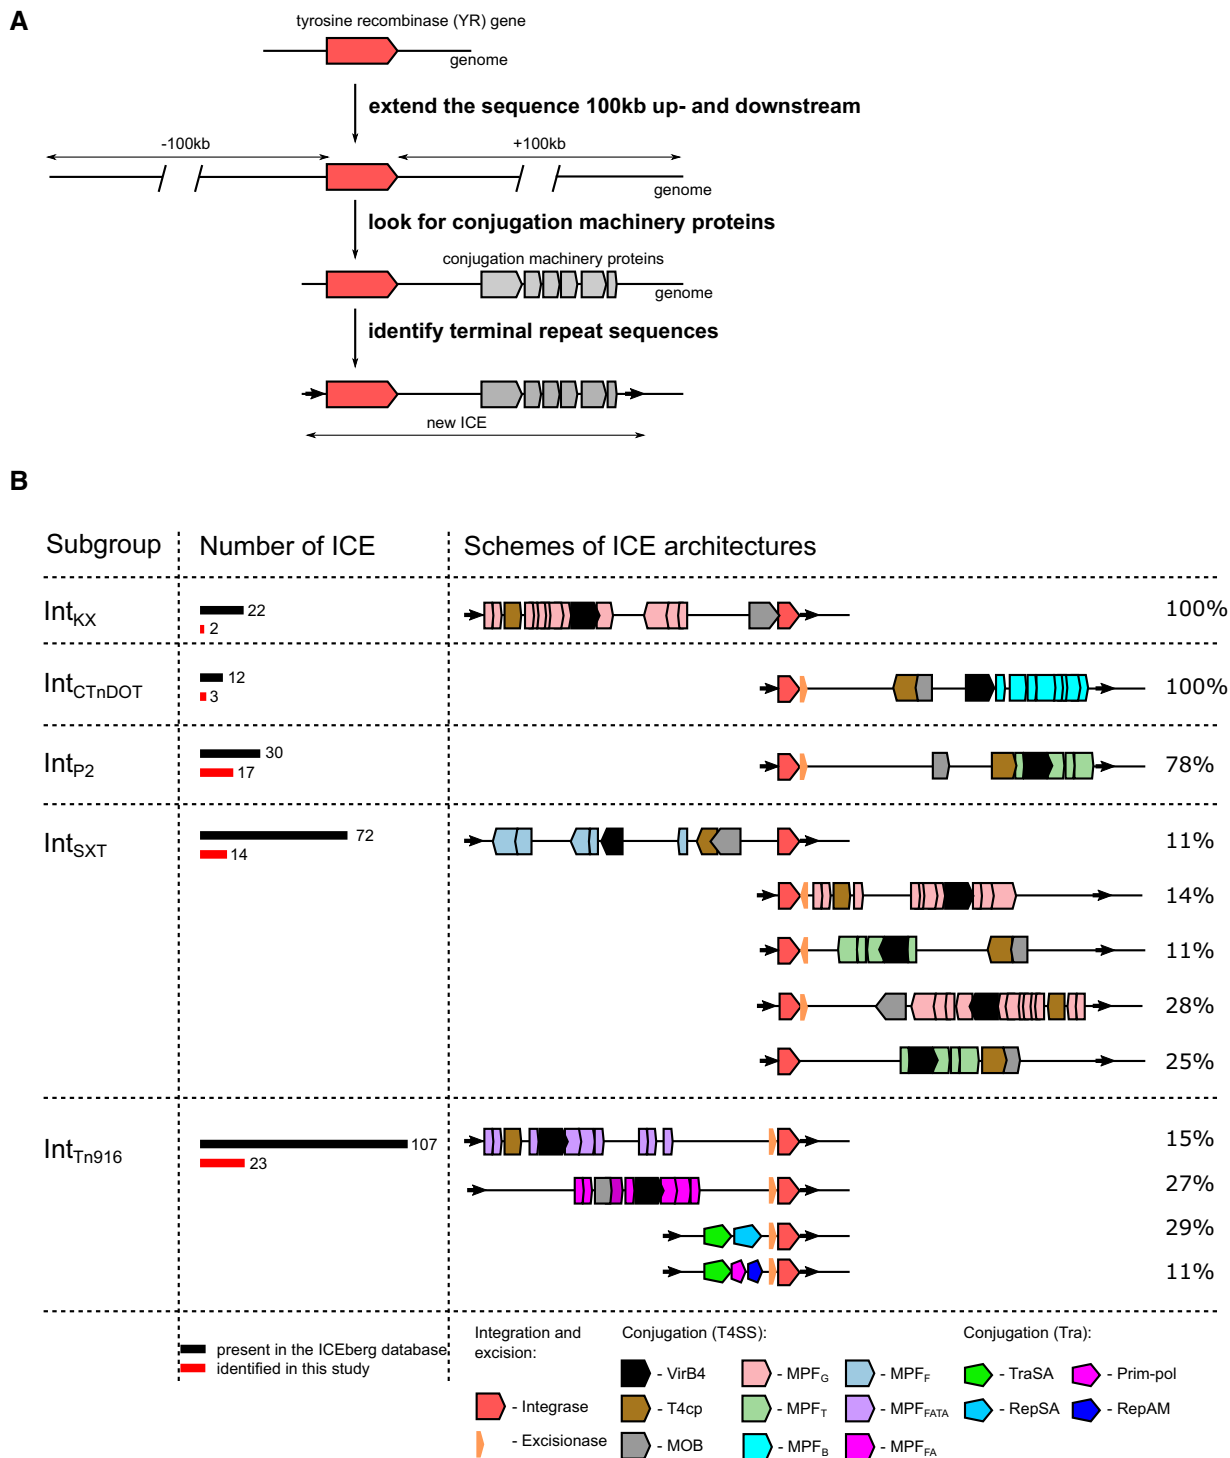 A
tyrosine recombinase (YR) gene
genome
extend the sequence 100kb up- and downstream
-100kb
+100kb
genome
look for conjugation machinery proteins
conjugation machinery proteins
genome
identify terminal repeat sequences
new ICE
B
Subgroup
Number of ICE
Schemes of ICE architectures
IntKX
22
2
100%
IntCTnDOT
12
3
100%
IntP2
30
17
78%
IntSXT
72
14
11%
14%
11%
28%
25%
IntTn916
107
23
15%
27%
29%
11%
present in the ICEberg database
identified in this study
Integration and
excision:
- Integrase
- Excisionase
Conjugation (T4SS):
- VirB4
- T4cp
- MOB
- MPFG
- MPFT
- MPFB
- MPFF
- MPFFATA
- MPFFA
Conjugation (Tra):
- TraSA
- RepSA
- Prim-pol
- RepAM